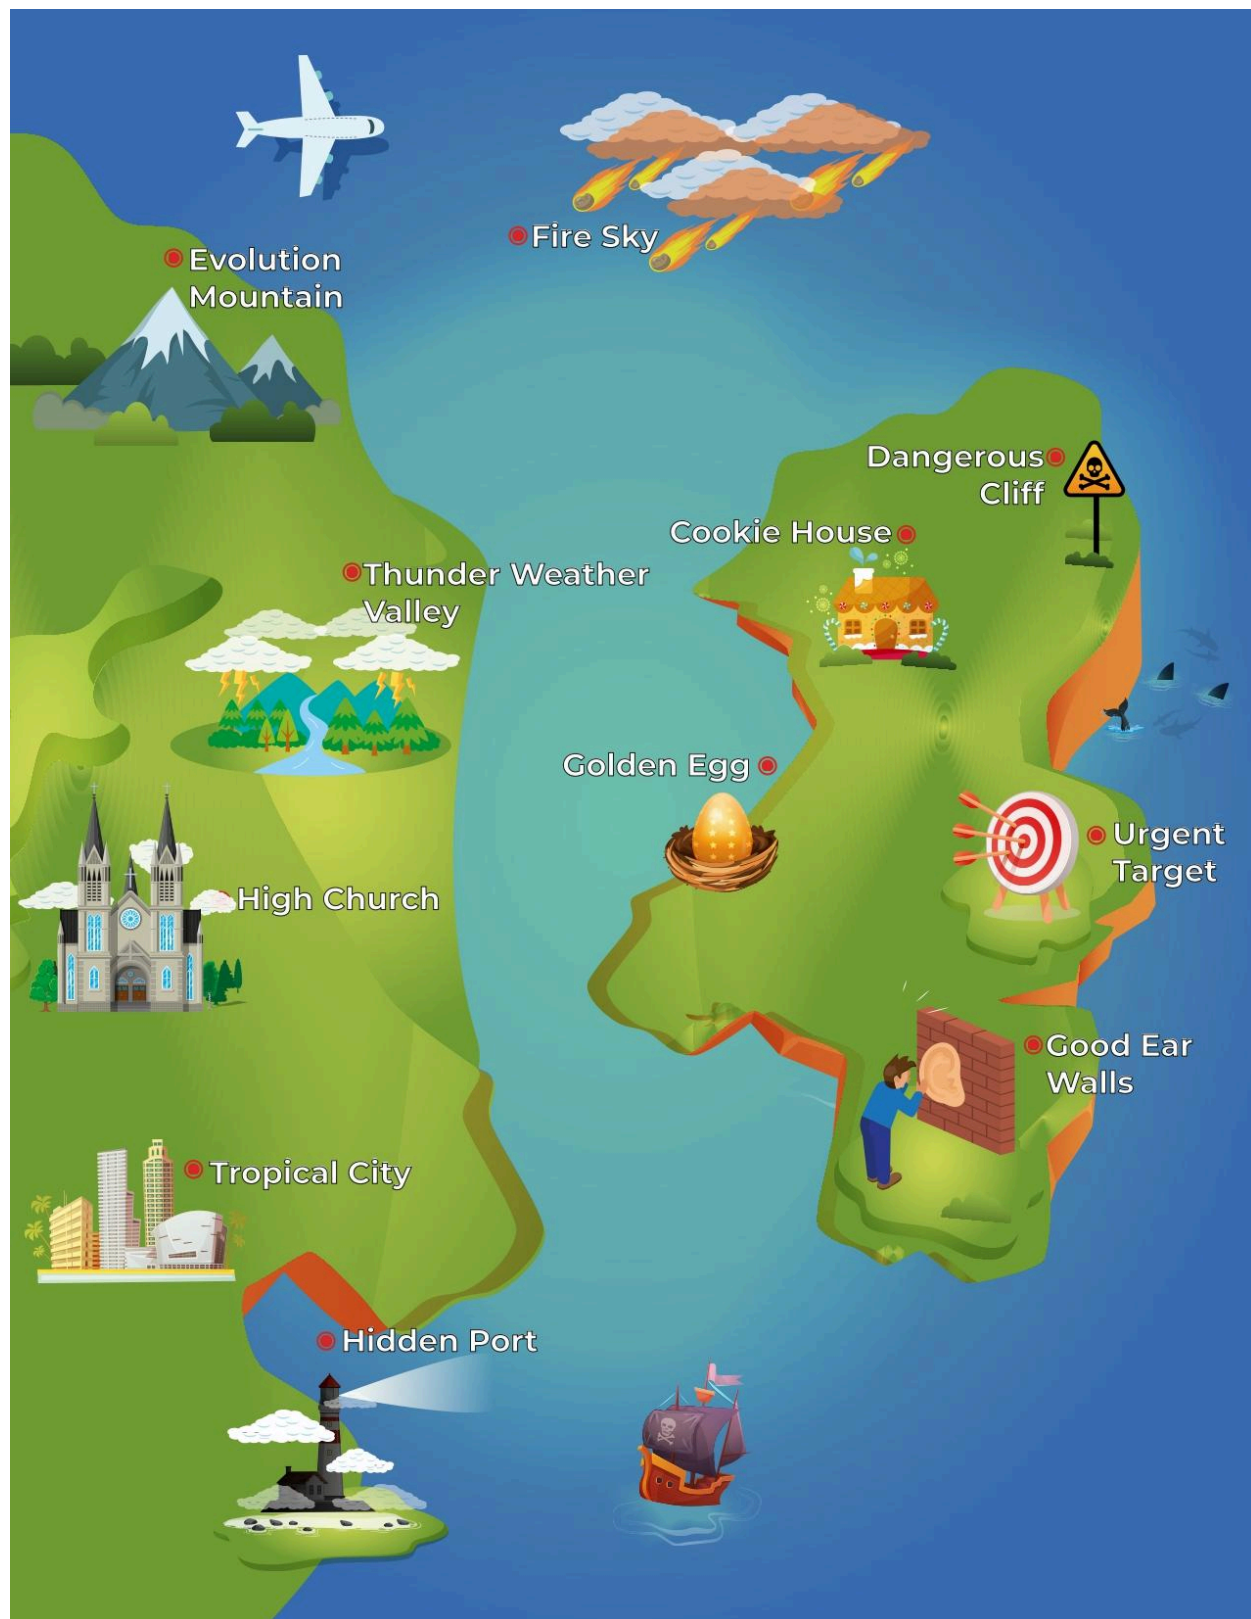 Fire Sky
Evolution
Mountain
Dangerous
Cliff
Cookie House
Thunder Weather
Valley
Golden Egg
Urgent
Target
High Church
Good Ear
Walls
Tropical City
Hidden Port